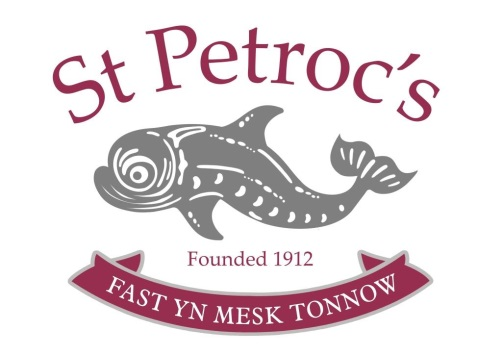 St Petroc's
Founded 1912
FAST YN MESK TONNOW